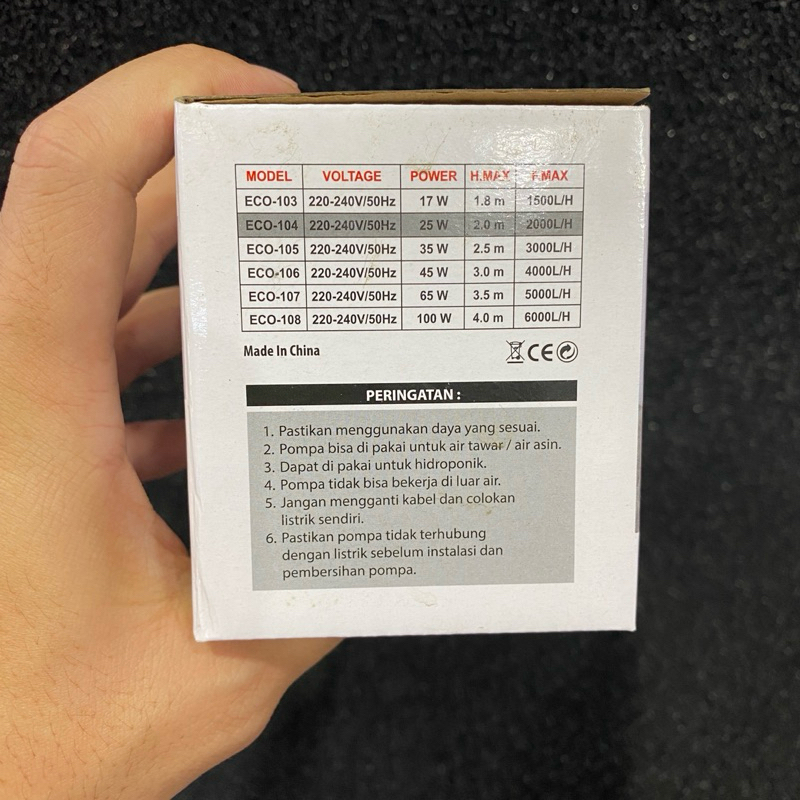 MODEL VOLTAGE POWER H.MAX F.MAX
ECO-103 220-240V/50Hz 17 W 1.8 m 1500L/H
ECO-104 220-240V/50Hz 25 W 2.0 m 2000L/H
ECO-105 220-240V/50Hz 35 W 2.5 m 3000L/H
ECO-106 220-240V/50Hz 45 W 3.0 m 4000L/H
ECO-107 220-240V/50Hz 65 W 3.5 m 5000L/H
ECO-108 220-240V/50Hz 100 W 4.0 m 6000L/H
Made In China CE
PERINGATAN :
1. Pastikan menggunakan daya yang sesuai.
2. Pompa bisa di pakai untuk air tawar / air asin.
3. Dapat di pakai untuk hidroponik.
4. Pompa tidak bisa bekerja di luar air.
5. Jangan mengganti kabel dan colokan
listrik sendiri.
6. Pastikan pompa tidak terhubung
dengan listrik sebelum instalasi dan
pembersihan pompa.